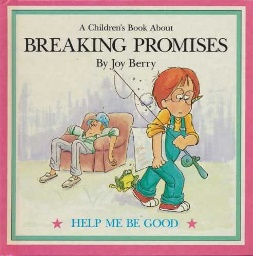 A Children's Book About
BREAKING PROMISES
By Joy Berry
HELP ME BE GOOD